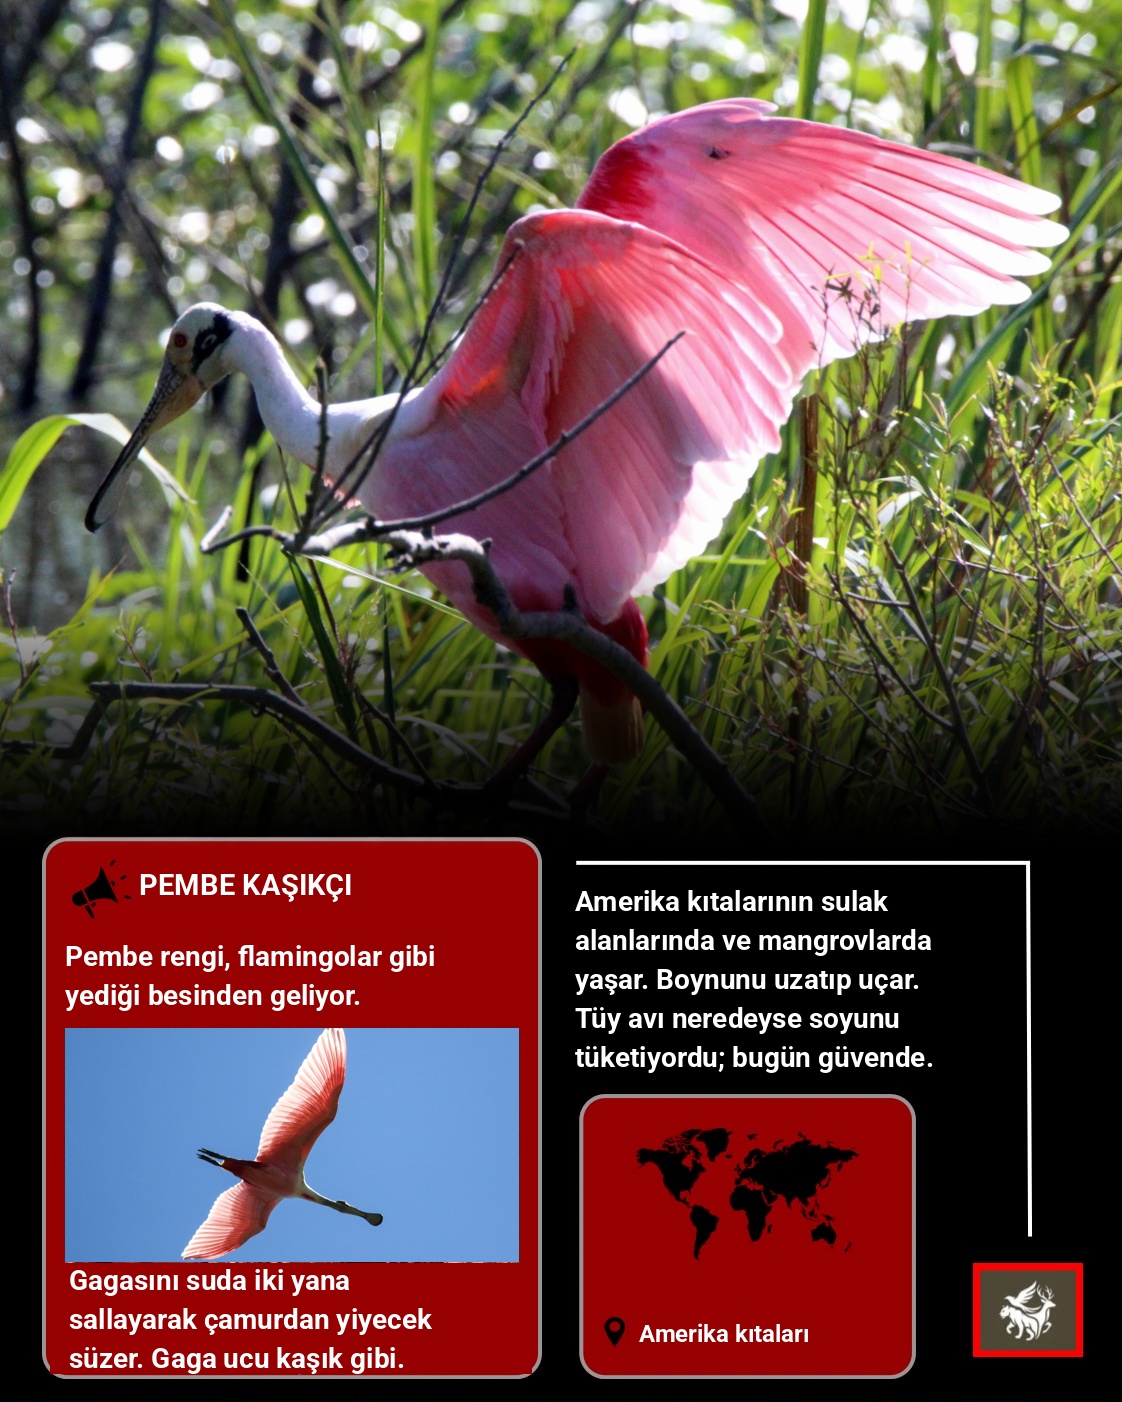 PEMBE KAŞIKÇI
Pembe rengi, flamingolar gibi
yediği besinden geliyor.
Gagasını suda iki yana
sallayarak çamurdan yiyecek
süzer. Gaga ucu kaşık gibi.
Amerika kıtalarının sulak
alanlarında ve mangrovlarda
yaşar. Boynunu uzatıp uçar.
Tüy avı neredeyse soyunu
tüketiyordu; bugün güvende.
Amerika kıtaları